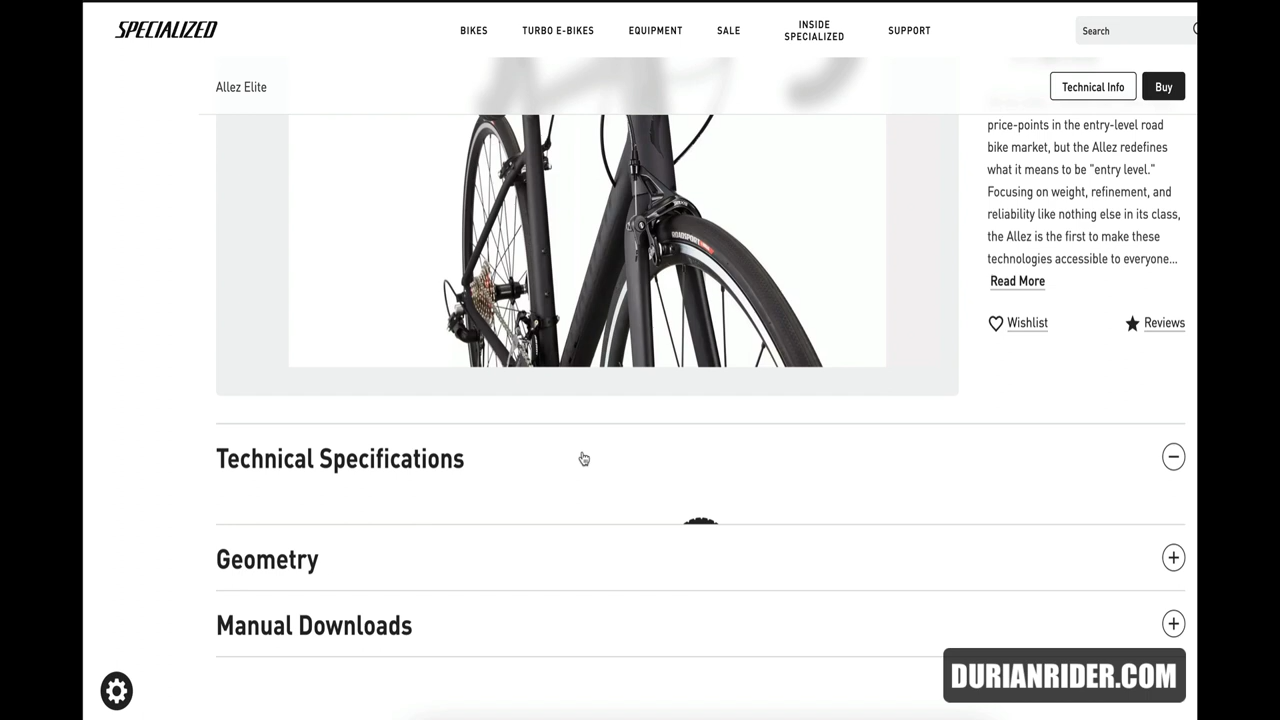 SPECIALIZED
BIKES
TURBO E-BIKES
EQUIPMENT
SALE
INSIDE
SPECIALIZED
SUPPORT
Search
Allez Elite
Technical Info
Buy
price-points in the entry-level road
bike market, but the Allez redefines
what it means to be "entry level."
Focusing on weight, refinement, and
reliability like nothing else in its class,
the Allez is the first to make these
technologies accessible to everyone...
Read More
Wishlist
Reviews
ROADSPORT
Technical Specifications
Geometry
Manual Downloads
DURIANRIDER.COM